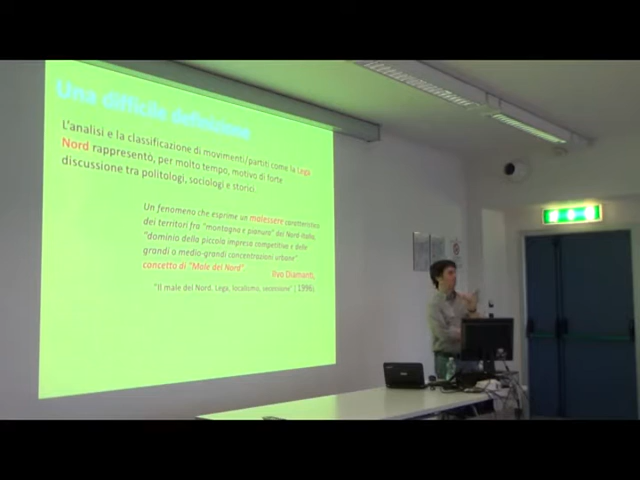 Una difficile definizione
L'analisi e la classificazione di movimenti/partiti come la Lega
Nord rappresentò, per molto tempo, motivo di forte
discussione tra politologi, sociologi e storici.
Un fenomeno che esprime un malessere caratteristico
dei territori fra "montagna e pianura" del Nord-Italia,
"dominio della piccola impresa competitiva e delle
grandi o medio-grandi concentrazioni urbane"
concetto di "Male del Nord".
Ilvo Diamanti,
"Il male del Nord. Lega, localismo, secessione" | 1996